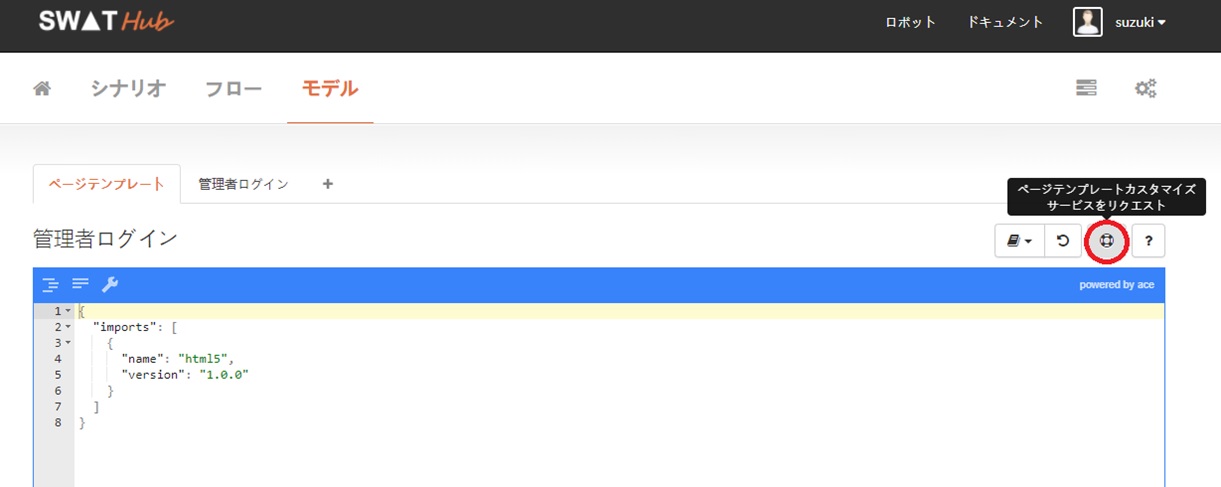 SWAT Hub
ロボット
ドキュメント
suzuki
シナリオ
フロー
モデル
ページテンプレート
管理者ログイン
+
ページテンプレートカスタマイズ
サービスをリクエスト
管理者ログイン
?
powered by ace
1 {
2 "imports": [
3 {
4 "name": "html5",
5 "version": "1.0.0"
6 }
7 ]
8 }